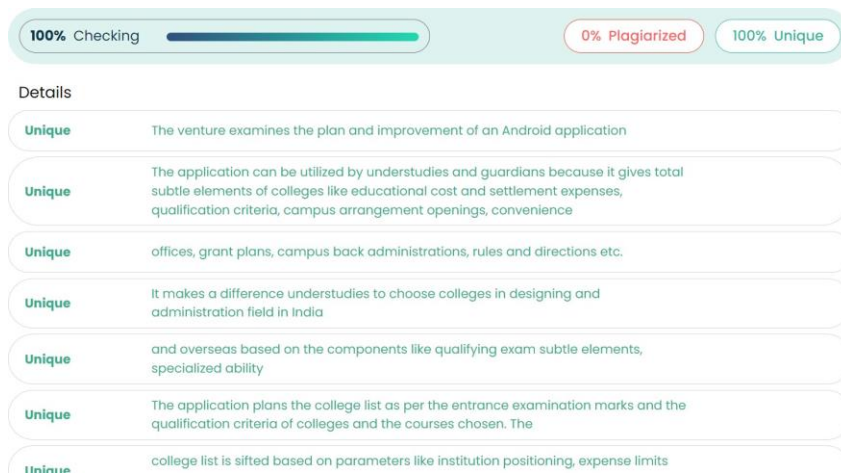 100% Checking
0% Plagiarized
100% Unique
Details
Unique
The venture examines the plan and improvement of an Android application
Unique
The application can be utilized by understudies and guardians because it gives total
subtle elements of colleges like educational cost and settlement expenses,
qualification criteria, campus arrangement openings, convenience
Unique
offices, grant plans, campus back administrations, rules and directions etc.
Unique
It makes a difference understudies to choose colleges in designing and
administration field in India
Unique
and overseas based on the components like qualifying exam subtle elements,
specialized ability
Unique
The application plans the college list as per the entrance examination marks and the
qualification criteria of colleges and the courses chosen. The
Unique
college list is sifted based on parameters like institution positioning, expense limits